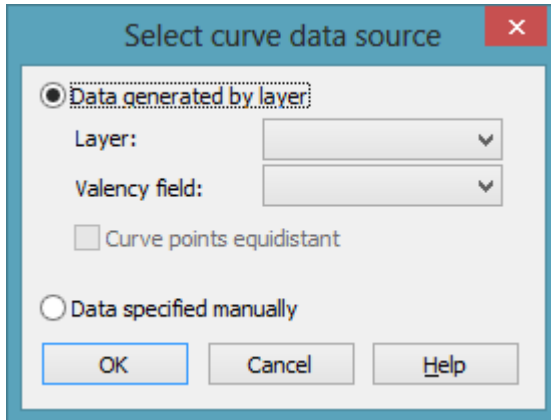 Select curve data source
Data generated by layer
Layer:
Valency field:
Curve points equidistant
Data specified manually
OK Cancel Help